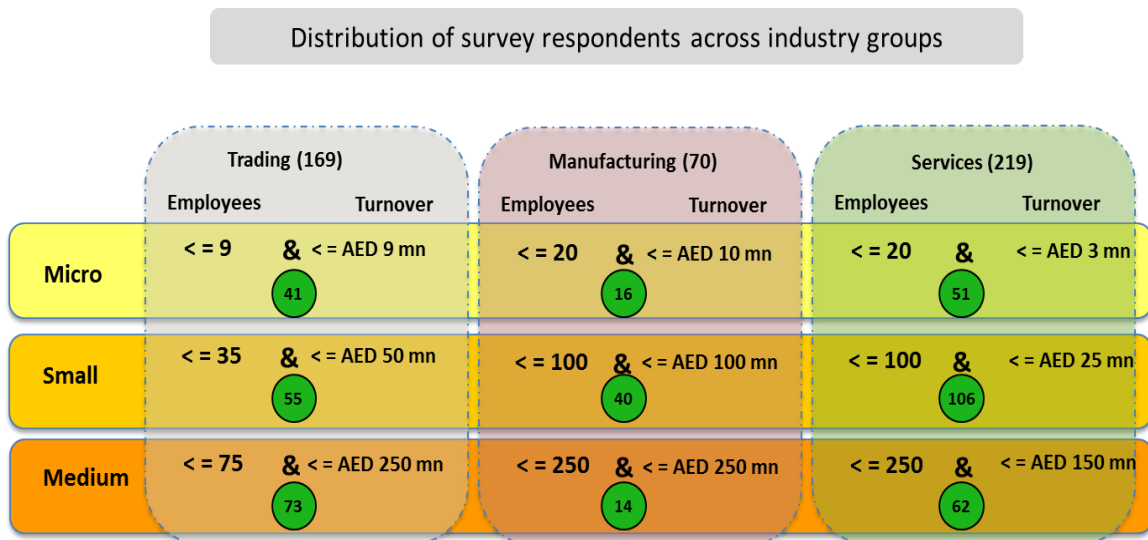 Distribution of survey respondents across industry groups
Trading (169) Manufacturing (70) Services (219)
Employees Turnover Employees Turnover Employees Turnover
Micro < = 9 & < = AED 9 mn < = 20 & < = AED 10 mn < = 20 & < = AED 3 mn
41 16 51
Small < = 35 & < = AED 50 mn < = 100 & < = AED 100 mn < = 100 & < = AED 25 mn
55 40 106
Medium < = 75 & < = AED 250 mn < = 250 & < = AED 250 mn < = 250 & < = AED 150 mn
73 14 62